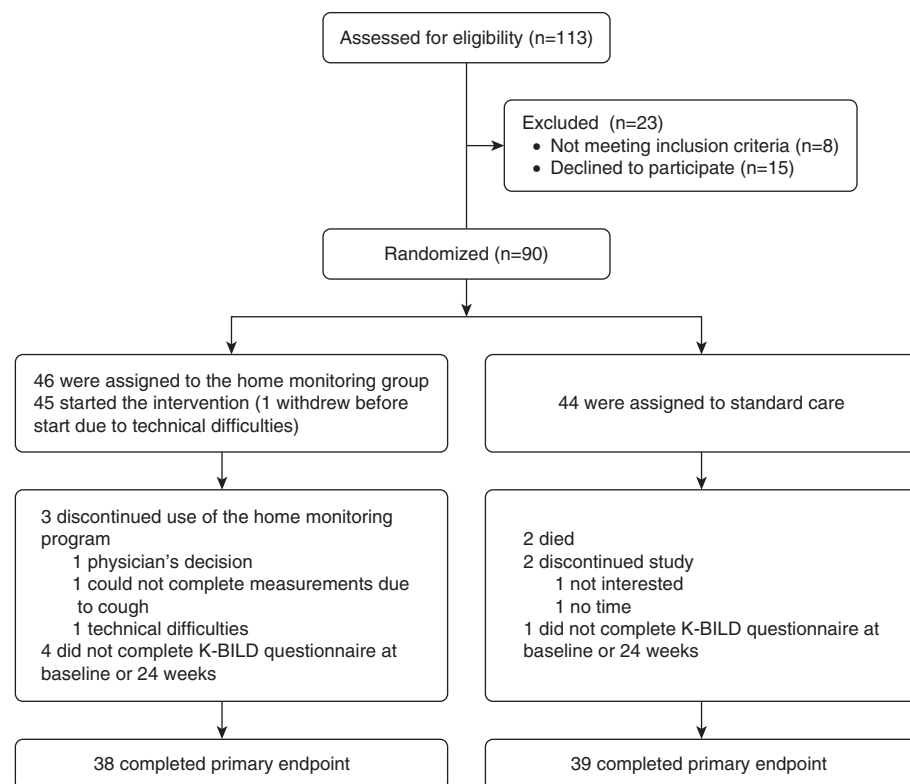 Assessed for eligibility (n=113)
Excluded (n=23)
• Not meeting inclusion criteria (n=8)
• Declined to participate (n=15)
Randomized (n=90)
46 were assigned to the home monitoring group
45 started the intervention (1 withdrew before
start due to technical difficulties)
44 were assigned to standard care
3 discontinued use of the home monitoring
program
1 physician’s decision
1 could not complete measurements due
to cough
1 technical difficulties
4 did not complete K-BILD questionnaire at
baseline or 24 weeks
2 died
2 discontinued study
1 not interested
1 no time
1 did not complete K-BILD questionnaire at
baseline or 24 weeks
38 completed primary endpoint
39 completed primary endpoint